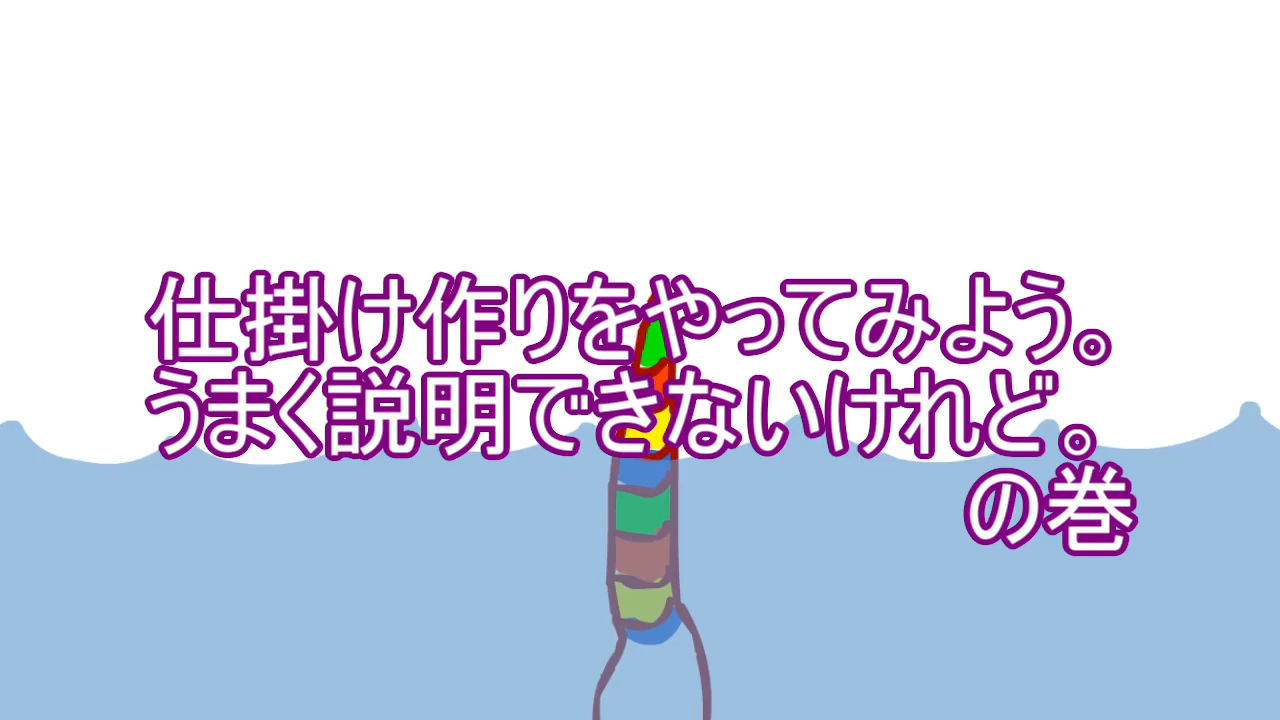 仕掛け作りをやってみよう。
うまく説明できないけれど。
の巻